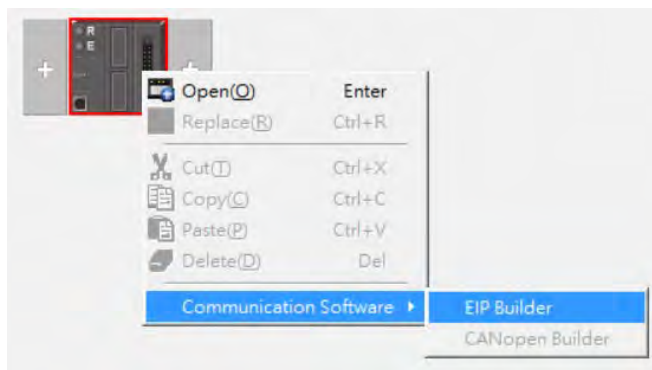 R
E
+ +
Open(O) Enter
Replace(R) Ctrl+R
Cut(T) Ctrl+X
Copy(C) Ctrl+C
Paste(P) Ctrl+V
Delete(D) Del
Communication Software EIP Builder
CANopen Builder